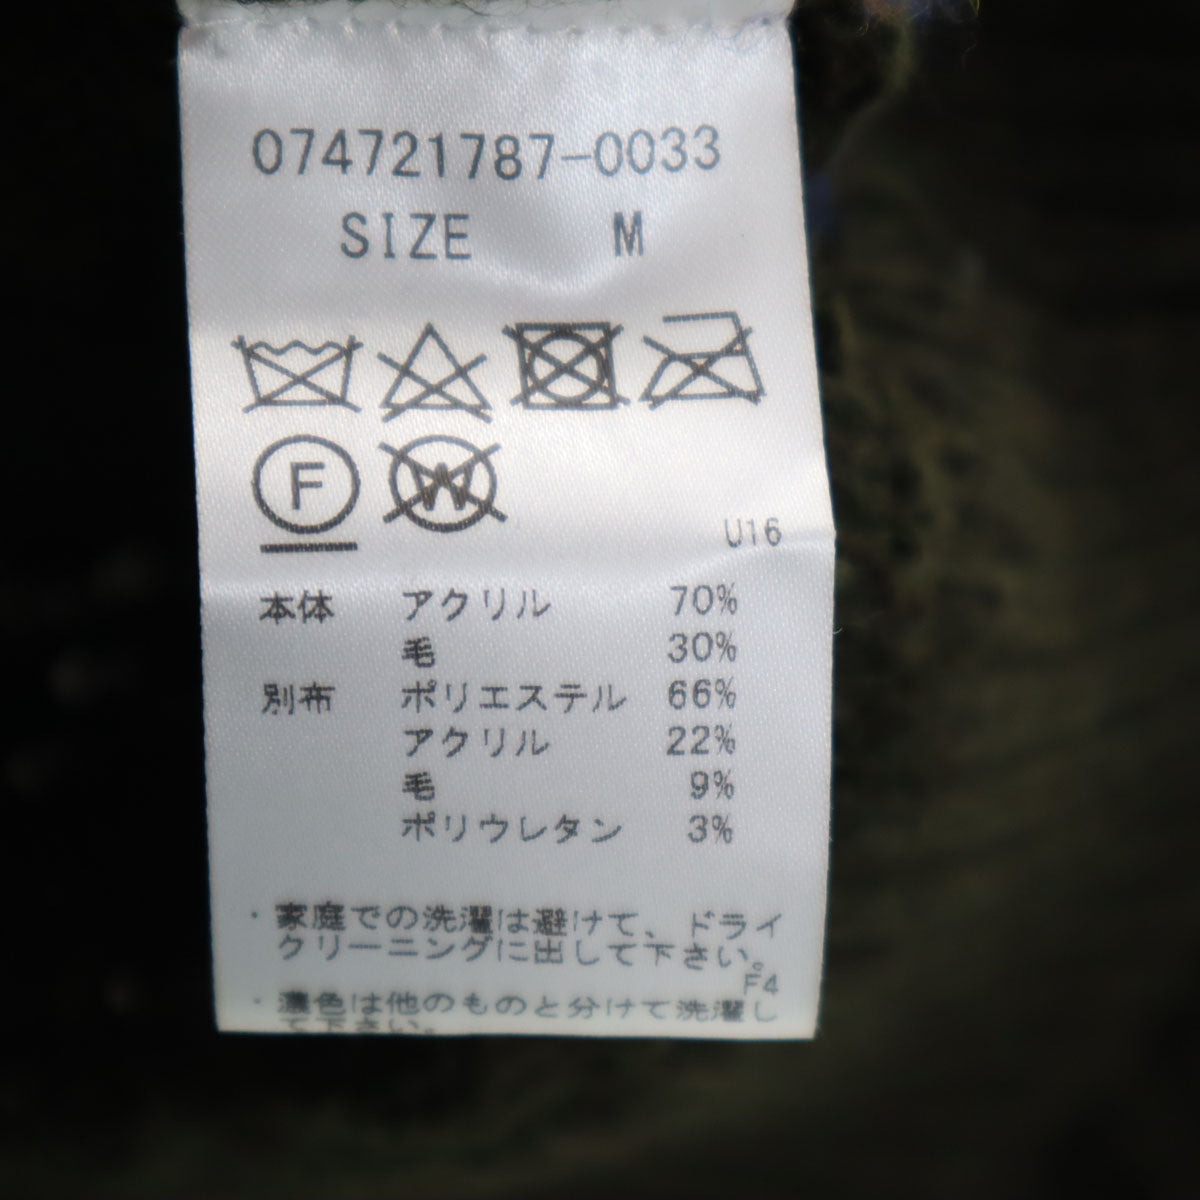 074721787-0033
SIZE M
F W
U16
本体 アクリル 70%
毛 30%
別布 ポリエステル 66%
アクリル 22%
毛 9%
ポリウレタン 3%
・家庭での洗濯は避けて、ドライ
クリーニングに出して下さい。
F4
・濃色は他のものと分けて洗濯し
て下さい。